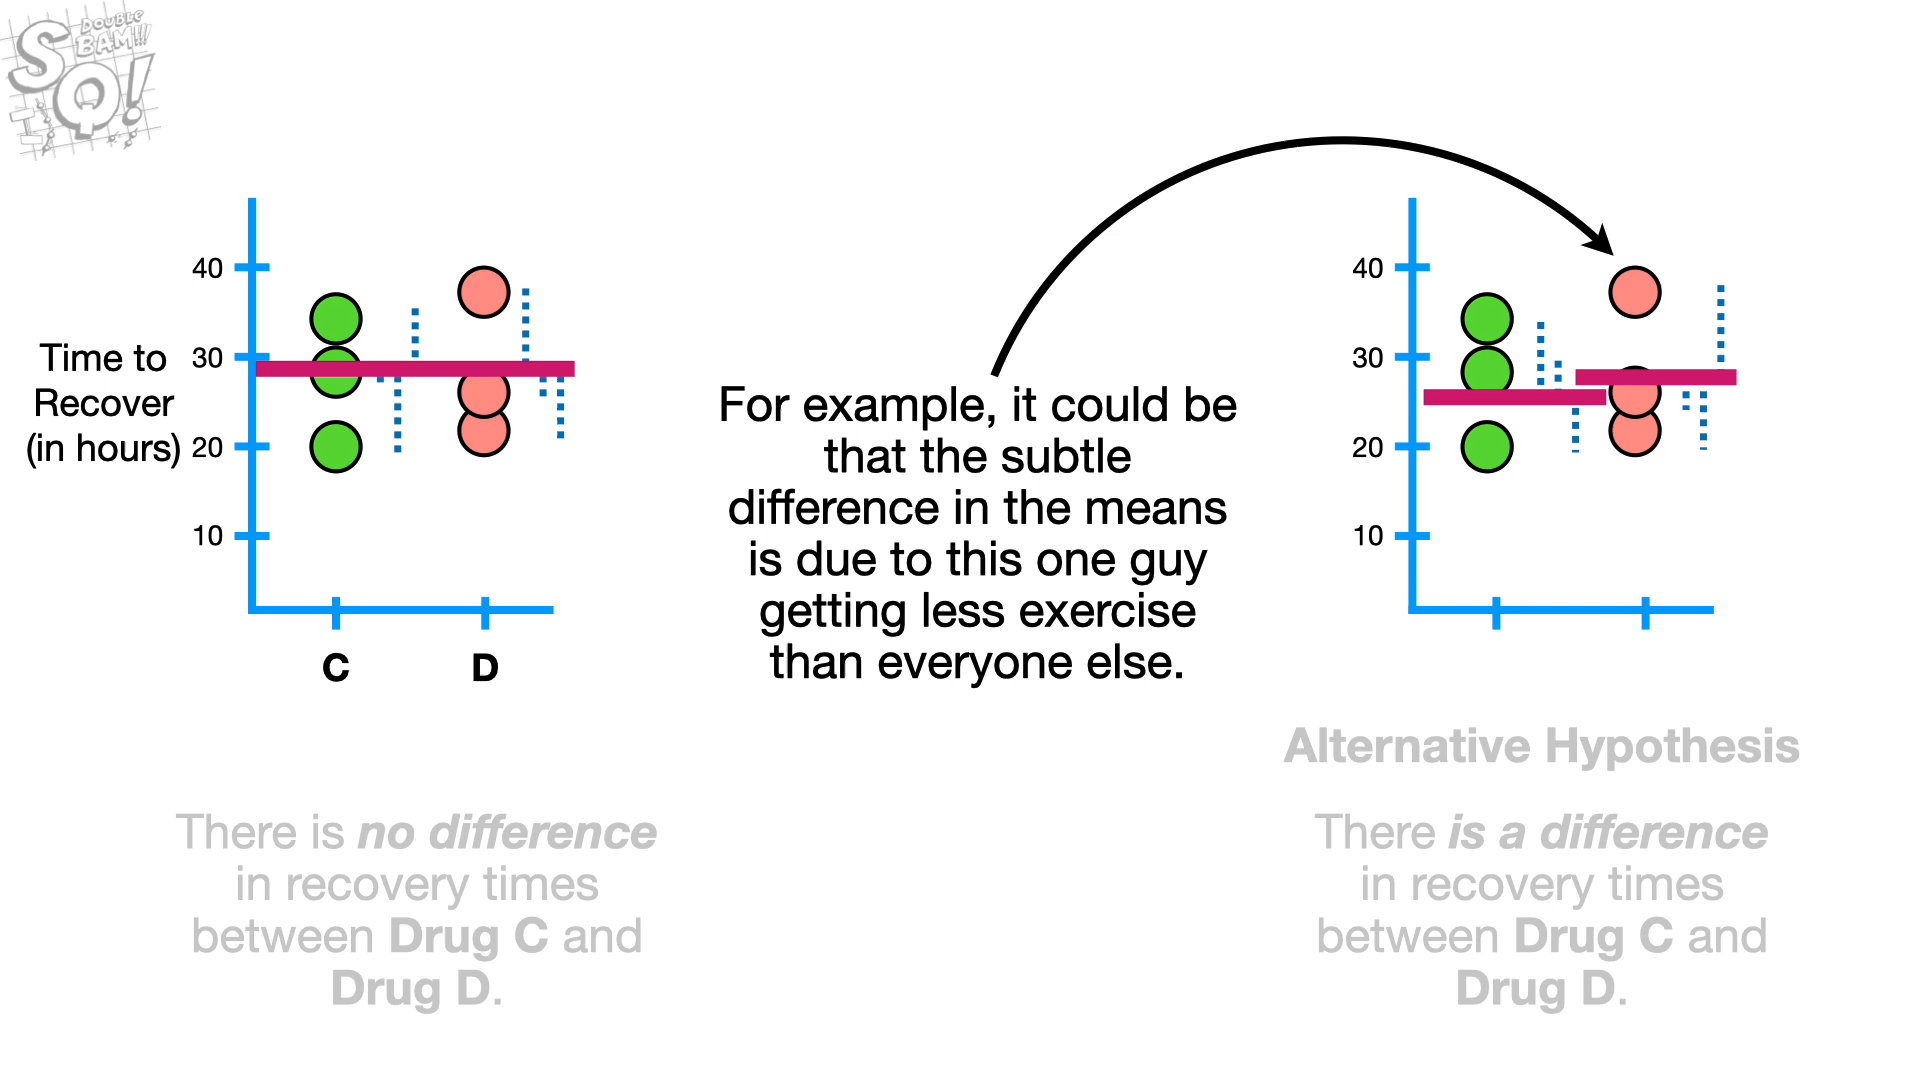 DOUBLE
BAM!!!
SQ!
40
30
20
10
Time to
Recover
(in hours)
C
D
For example, it could be
that the subtle
difference in the means
is due to this one guy
getting less exercise
than everyone else.
40
30
20
10
There is no difference
in recovery times
between Drug C and
Drug D.
Alternative Hypothesis
There is a difference
in recovery times
between Drug C and
Drug D.